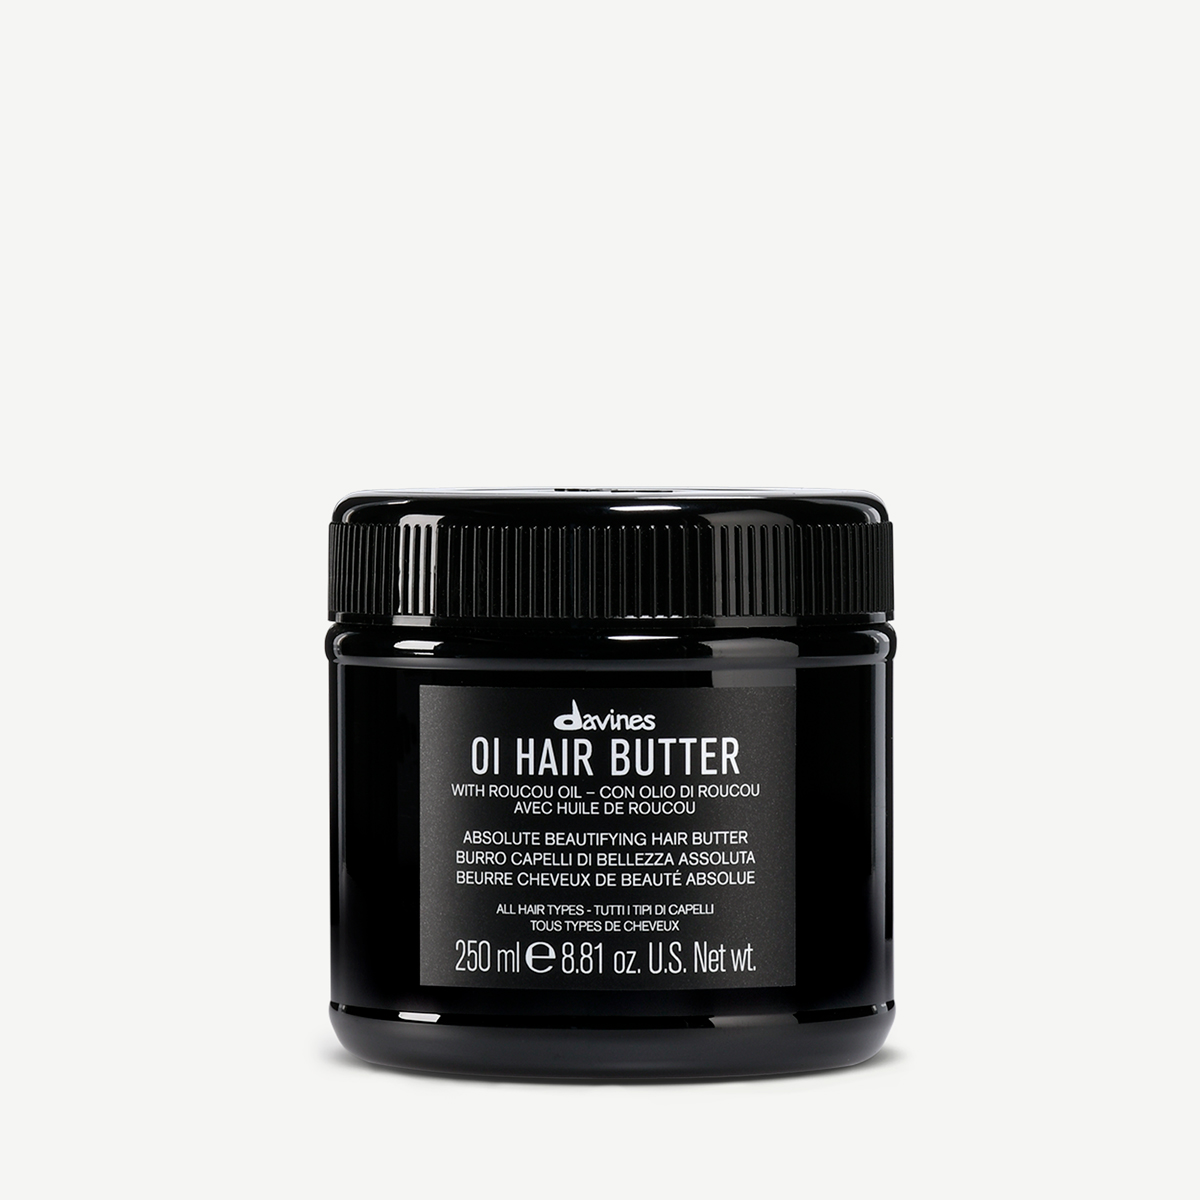 davines
OI HAIR BUTTER
WITH ROUCOU OIL – CON OLIO DI ROUCOU
AVEC HUILE DE ROUCOU
ABSOLUTE BEAUTIFYING HAIR BUTTER
BURRO CAPELLI DI BELLEZZA ASSOLUTA
BEURRE CHEVEUX DE BEAUTÉ ABSOLUE
ALL HAIR TYPES - TUTTI I TIPI DI CAPELLI
TOUS TYPES DE CHEVEUX
250 ml ℮ 8.81 oz. U.S. Net wt.